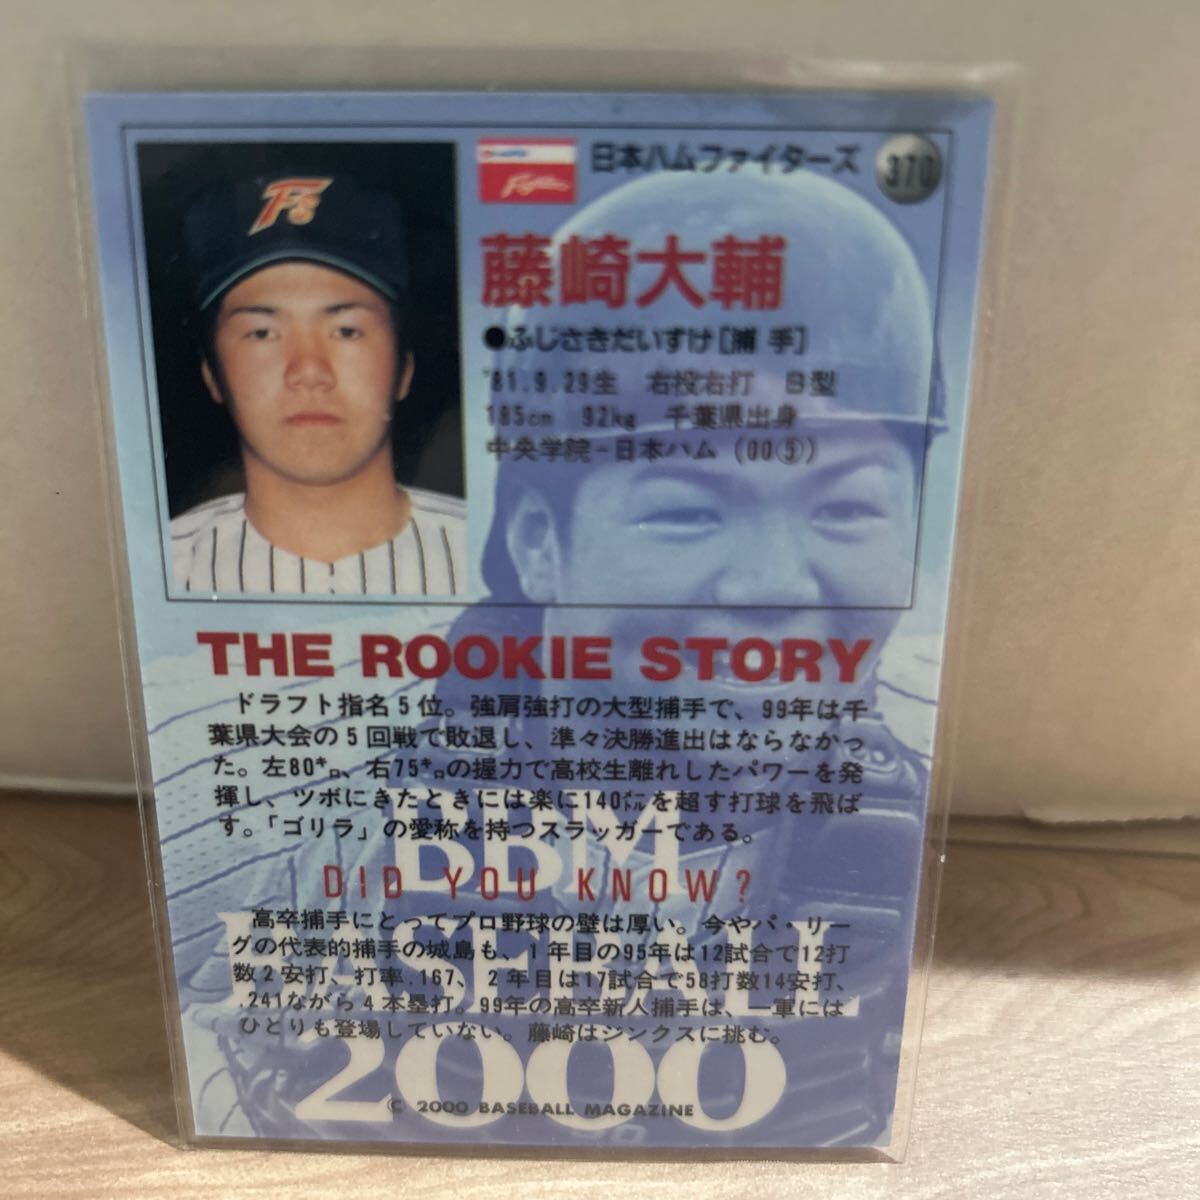 F's
Fighters
日本ハムファイターズ
370
藤崎大輔
●ふじさきだいすけ[捕 手]
'81.9.29生 右投右打 B型
185cm 92kg 千葉県出身
中央学院－日本ハム (00⑤)
THE ROOKIE STORY
ドラフト指名5位。強肩強打の大型捕手で、99年は千
葉県大会の5回戦で敗退し、準々決勝進出はならなかっ
た。左80㌔、右75㌔の握力で高校生離れしたパワーを発
揮し、ツボにきたときには楽に140㍍を超す打球を飛ば
す。「ゴリラ」の愛称を持つスラッガーである。
DID YOU KNOW?
高卒捕手にとってプロ野球の壁は厚い。今やパ・リー
グの代表的捕手の城島も、1年目の95年は12試合で12打
数2安打、打率.167、2年目は17試合で58打数14安打、
.241ながら4本塁打。99年の高卒新人捕手は、一軍には
ひとりも登場していない。藤崎はジンクスに挑む。
BBM
BASEBALL
2000
© 2000 BASEBALL MAGAZINE